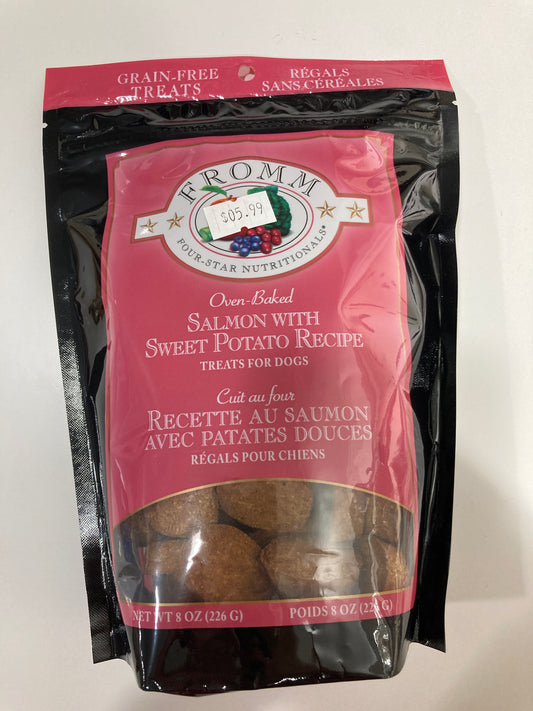 GRAIN-FREE
TREATS
RÉGALS
SANS CÉRÉALES
FROMM
$05.99
FOUR-STAR NUTRITIONALS®
Oven-Baked
SALMON WITH
SWEET POTATO RECIPE
TREATS FOR DOGS
Cuit au four
RECETTE AU SAUMON
AVEC PATATES DOUCES
RÉGALS POUR CHIENS
NET WT 8 OZ (226 G)
POIDS 8 OZ (226 G)